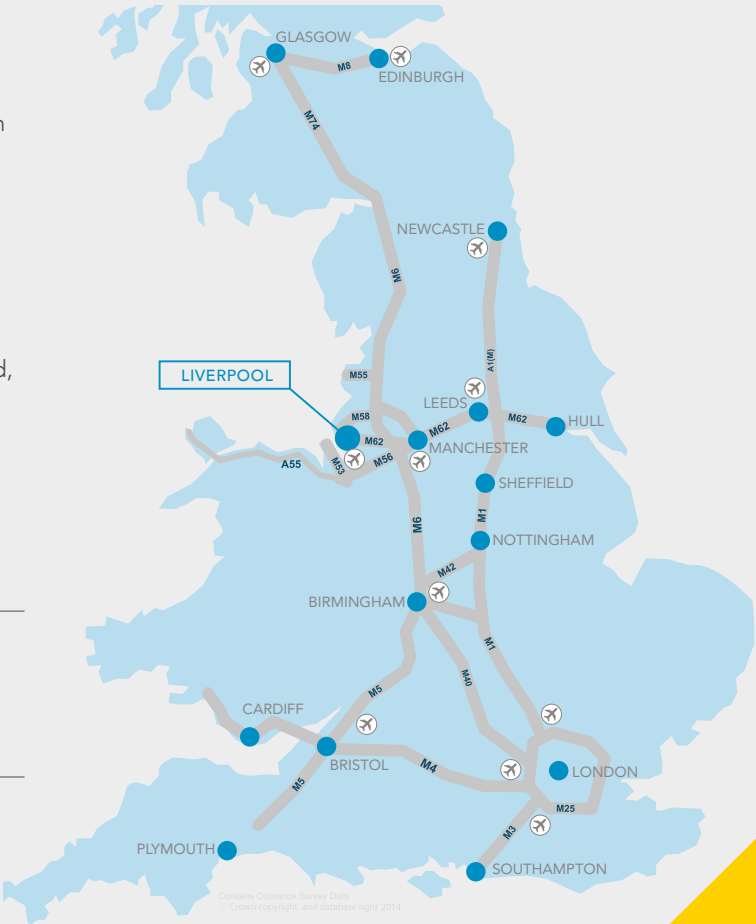 GLASGOW
M8
EDINBURGH
n
M74
NEWCASTLE
M6
A1(M)
d,
M55
LIVERPOOL
LEEDS
M58
M62
HULL
M62
M62
MANCHESTER
M53
M56
A55
SHEFFIELD
M6
M1
NOTTINGHAM
M42
BIRMINGHAM
M1
M40
M5
CARDIFF
BRISTOL
M4
LONDON
M5
M25
M3
PLYMOUTH
SOUTHAMPTON
Contains Ordnance Survey Data
© Crown copyright and database right 2014